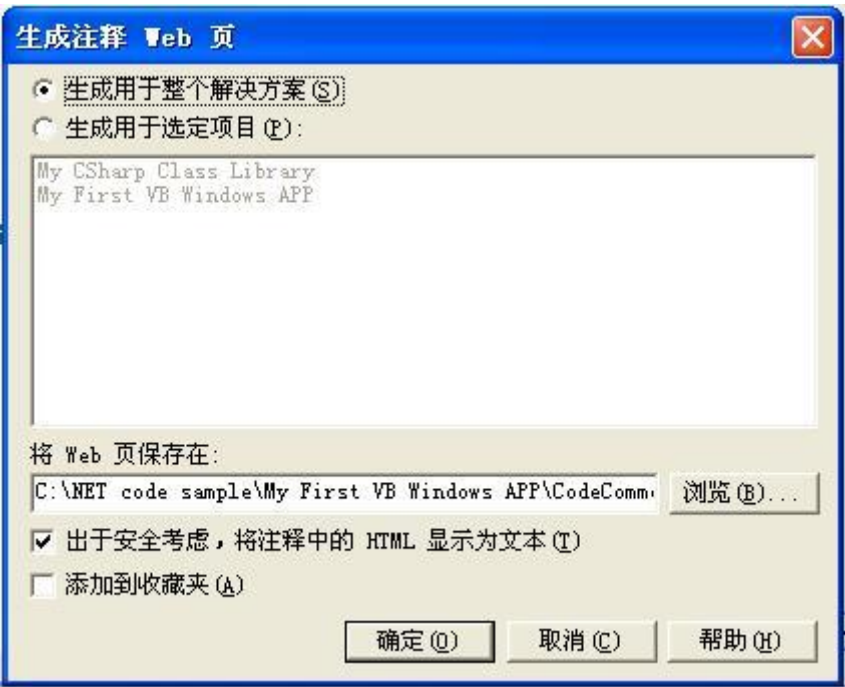 生成注释 Web 页
生成用于整个解决方案(S)
生成用于选定项目(P):
My CSharp Class Library
My First VB Windows APP
将 Web 页保存在:
C:\NET code sample\My First VB Windows APP\CodeComm
浏览(B)...
出于安全考虑，将注释中的 HTML 显示为文本(T)
添加到收藏夹(A)
确定(O)
取消(C)
帮助(H)